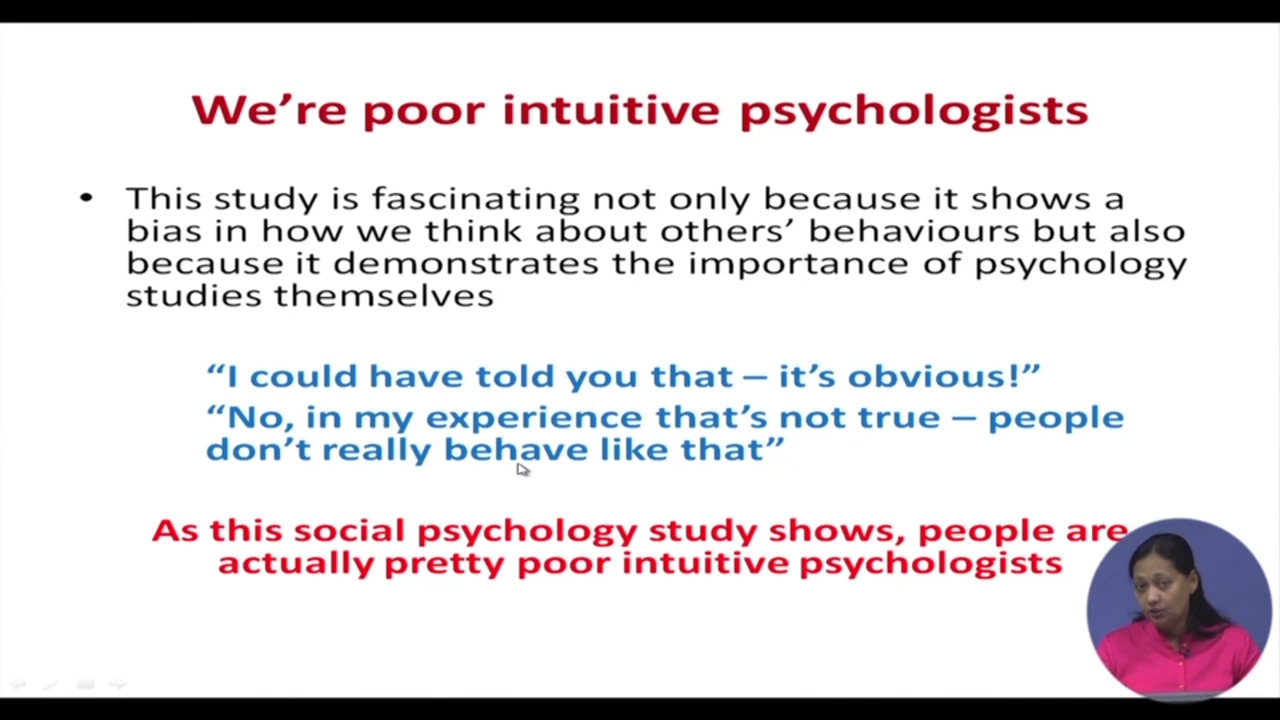 We’re poor intuitive psychologists
• This study is fascinating not only because it shows a
bias in how we think about others’ behaviours but also
because it demonstrates the importance of psychology
studies themselves
“I could have told you that – it’s obvious!”
“No, in my experience that’s not true – people
don’t really behave like that”
As this social psychology study shows, people are
actually pretty poor intuitive psychologists